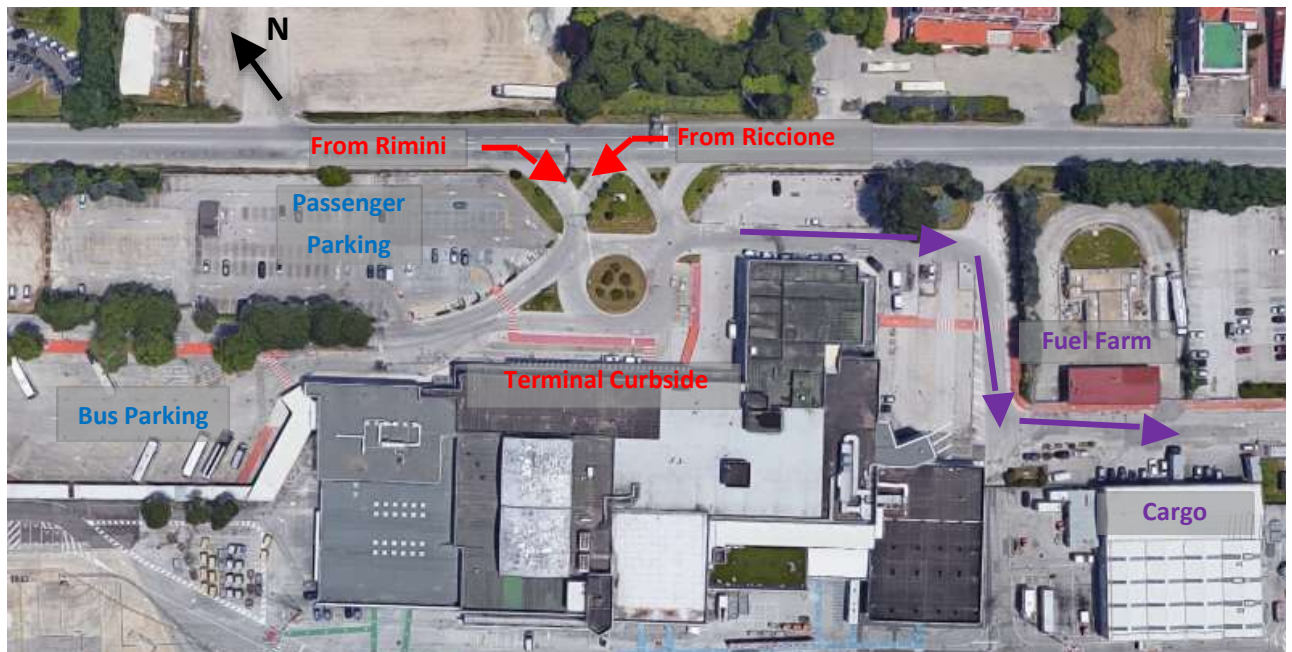 N
From Rimini
From Riccione
Passenger
Parking
Fuel Farm
Terminal Curbside
Bus Parking
Cargo